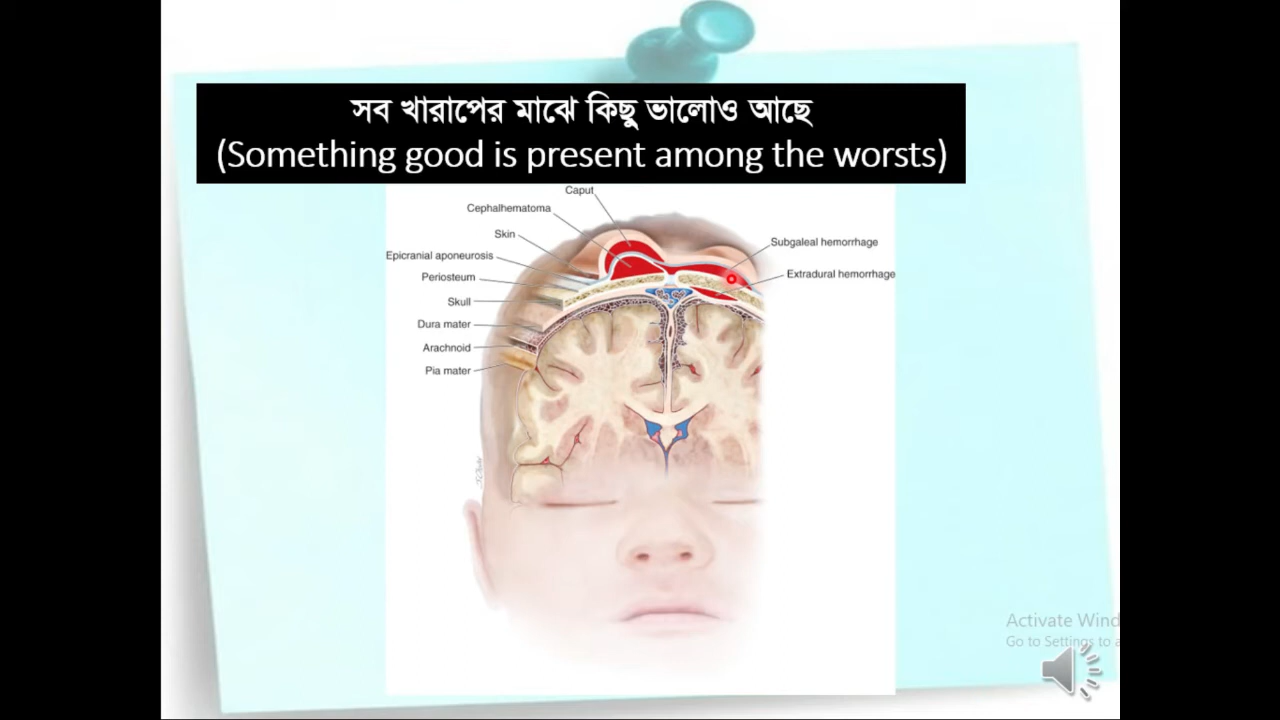 সব খারাপের মাঝে কিছু ভালোও আছে
(Something good is present among the worsts)
Caput
Cephalhematoma
Skin
Subgaleal hemorrhage
Epicranial aponeurosis
Extradural hemorrhage
Periosteum
Skull
Dura mater
Arachnoid
Pia mater
Activate Wind
Go to Settings to a